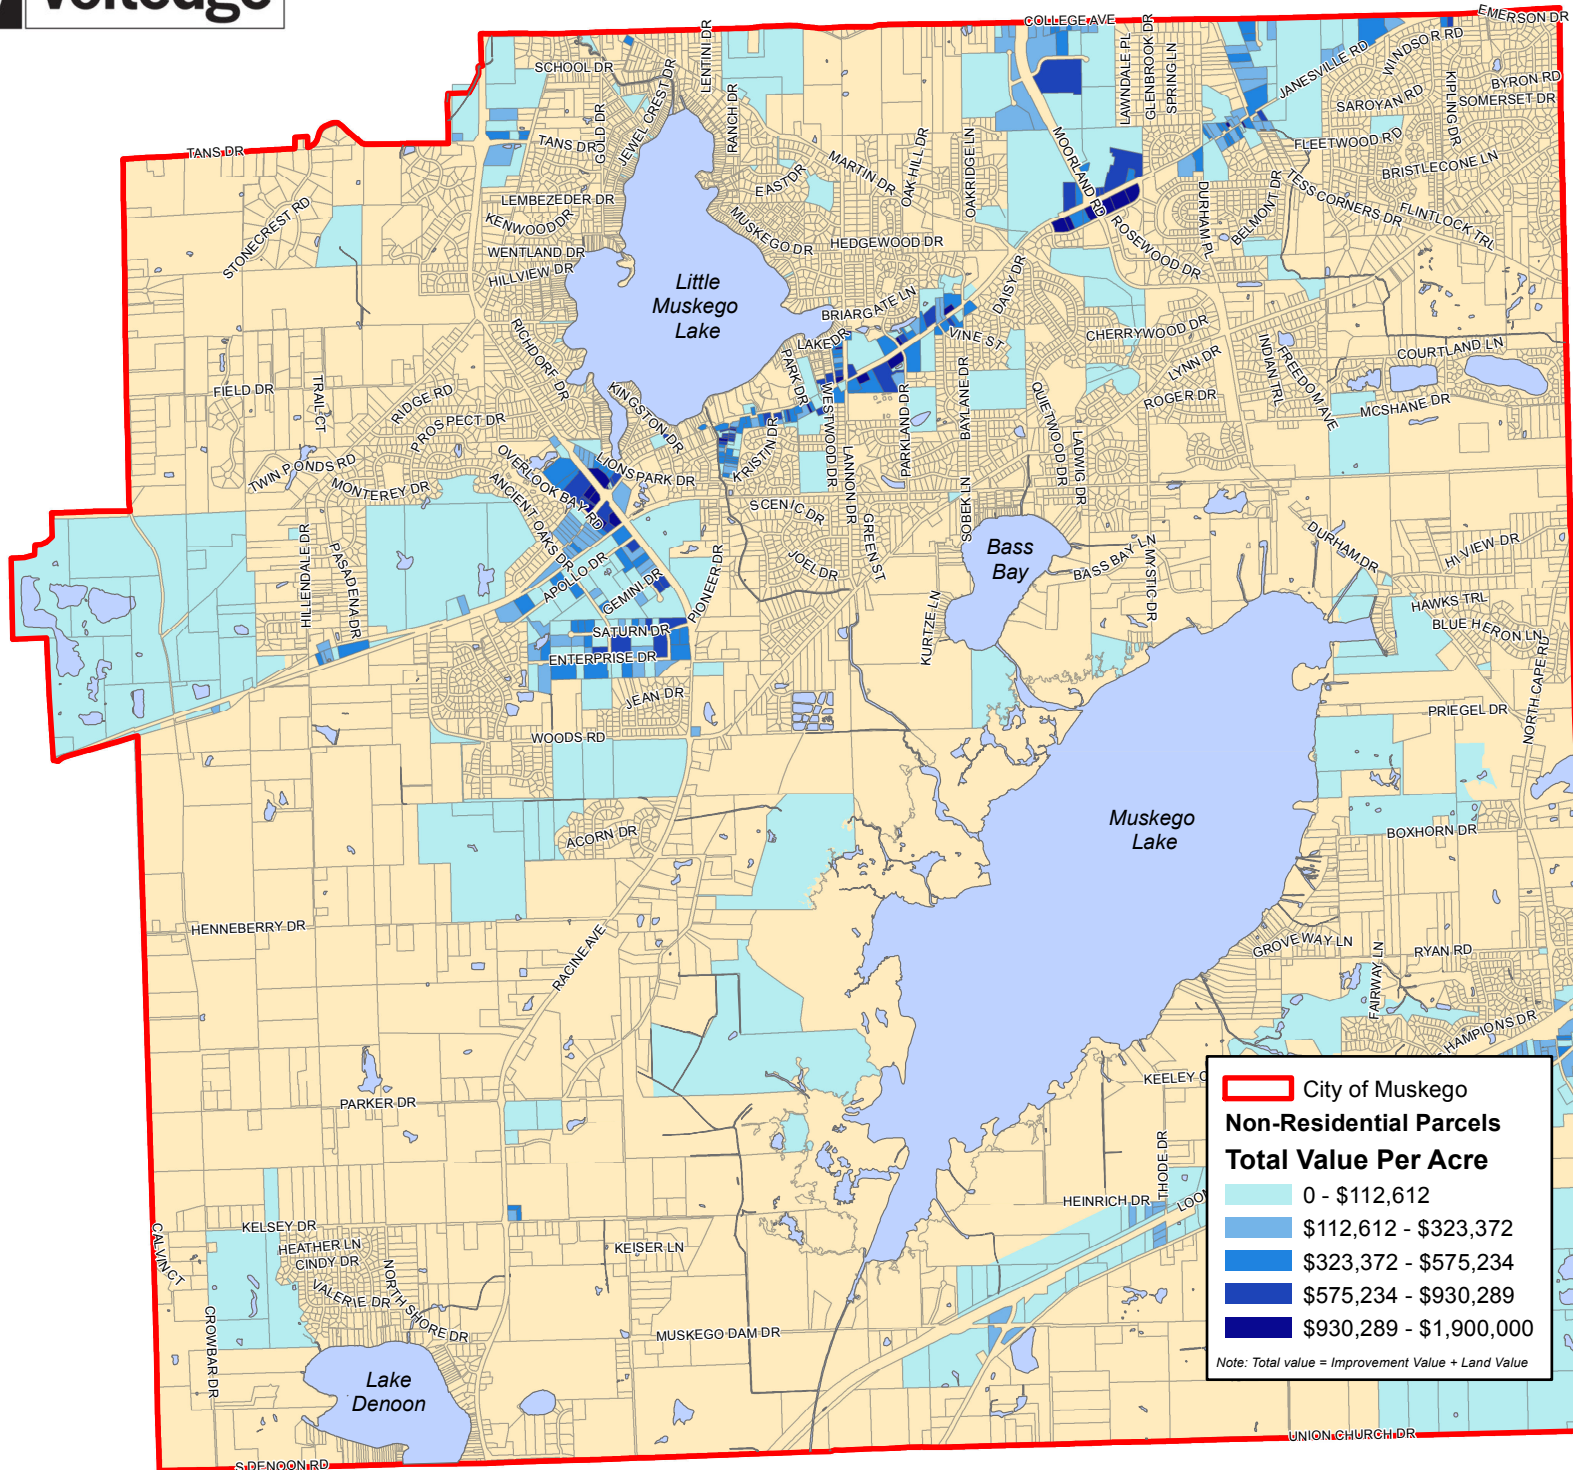 COLLEGE AVE
EMERSON DR
SCHOOL DR
LENTINI DR
LAWNDALE PL
GLENBROOK DR
SPRING LN
JANESVILLE RD
WINDSOR RD
KIPLING DR
BYRON RD
SOMERSET DR
SAROYAN RD
GOLD DR
JEWEL CREST DR
RANCH DR
TANS DR
TANS DR
MARTIN DR
OAK HILL DR
OAKRIDGE LN
MOORLAND RD
FLEETWOOD RD
BRISTLECONE LN
EAST DR
TESS CORNERS DR
FLINTLOCK TRL
LEMBEZEDER DR
KENWOOD DR
STONECREST RD
MUSKEGO DR
HEDGEWOOD DR
DURHAM PL
BELMONT DR
ROSEWOOD DR
WENTLAND DR
HILLVIEW DR
Little
Muskego
Lake
DAISY DR
BRIARGATE LN
LAKE DR
VINE ST
CHERRYWOOD DR
RICHDORF DR
LYNN DR
INDIAN TRL
FREEDOM AVE
COURTLAND LN
FIELD DR
TRAIL CT
RIDGE RD
PROSPECT DR
KINGSTON DR
PARK DR
WESTWOOD DR
LANNON DR
PARKLAND DR
BAYLANE DR
QUIETWOOD DR
LADWIG DR
ROGER DR
MCSHANE DR
KRISTIN DR
TWIN PONDS RD
MONTEREY DR
OVERLOOK BAY RD
LIONS PARK DR
ANCIENT OAKS DR
SCENIC DR
GREEN ST
SOBEK LN
HILLENDALE DR
PASADENA DR
APOLLO DR
GEMINI DR
PIONEER DR
JOEL DR
Bass
Bay
BASS BAY LN
MYSTIC DR
DURHAM DR
HI VIEW DR
HAWKS TRL
BLUE HERON LN
KURTZE LN
SATURN DR
ENTERPRISE DR
JEAN DR
WOODS RD
PRIEGEL DR
NORTH CAPE RD
ACORN DR
Muskego
Lake
BOXHORN DR
HENNEBERRY DR
RACINE AVE
GROVEWAY LN
FAIRWAY LN
RYAN RD
HAMPIONS DR
PARKER DR
KEELEY
THODE DR
HEINRICH DR
LOO
KELSEY DR
HEATHER LN
CINDY DR
VALERIE DR
NORTH SHORE DR
CALVIN CT
CROWBAR DR
KEISER LN
MUSKEGO DAM DR
Lake
Denoon
S DENOON RD
UNION CHURCH DR
City of Muskego
Non-Residential Parcels
Total Value Per Acre
0 - $112,612
$112,612 - $323,372
$323,372 - $575,234
$575,234 - $930,289
$930,289 - $1,900,000
Note: Total value = Improvement Value + Land Value